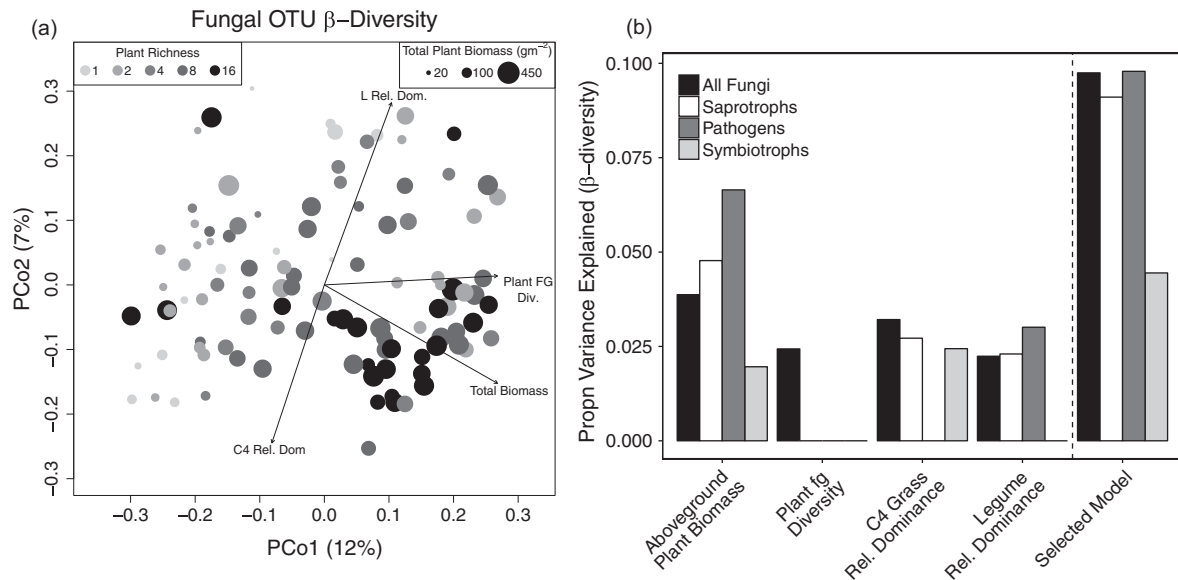 (a)
Fungal OTU β−Diversity
Plant Richness
1 2 4 8 16
Total Plant Biomass (gm−2)
20 100 450
L Rel. Dom.
Plant FG
Div.
Total Biomass
C4 Rel. Dom
PCo2 (7%)
0.3
0.2
0.1
0.0
−0.1
−0.2
−0.3
−0.3 −0.2 −0.1 0.0 0.1 0.2 0.3
PCo1 (12%)
(b)
Propn Variance Explained (β−diversity)
0.100
0.075
0.050
0.025
0.000
All Fungi
Saprotrophs
Pathogens
Symbiotrophs
Aboveground
Plant Biomass
Plant fg
Diversity
C4 Grass
Rel. Dominance
Legume
Rel. Dominance
Selected Model